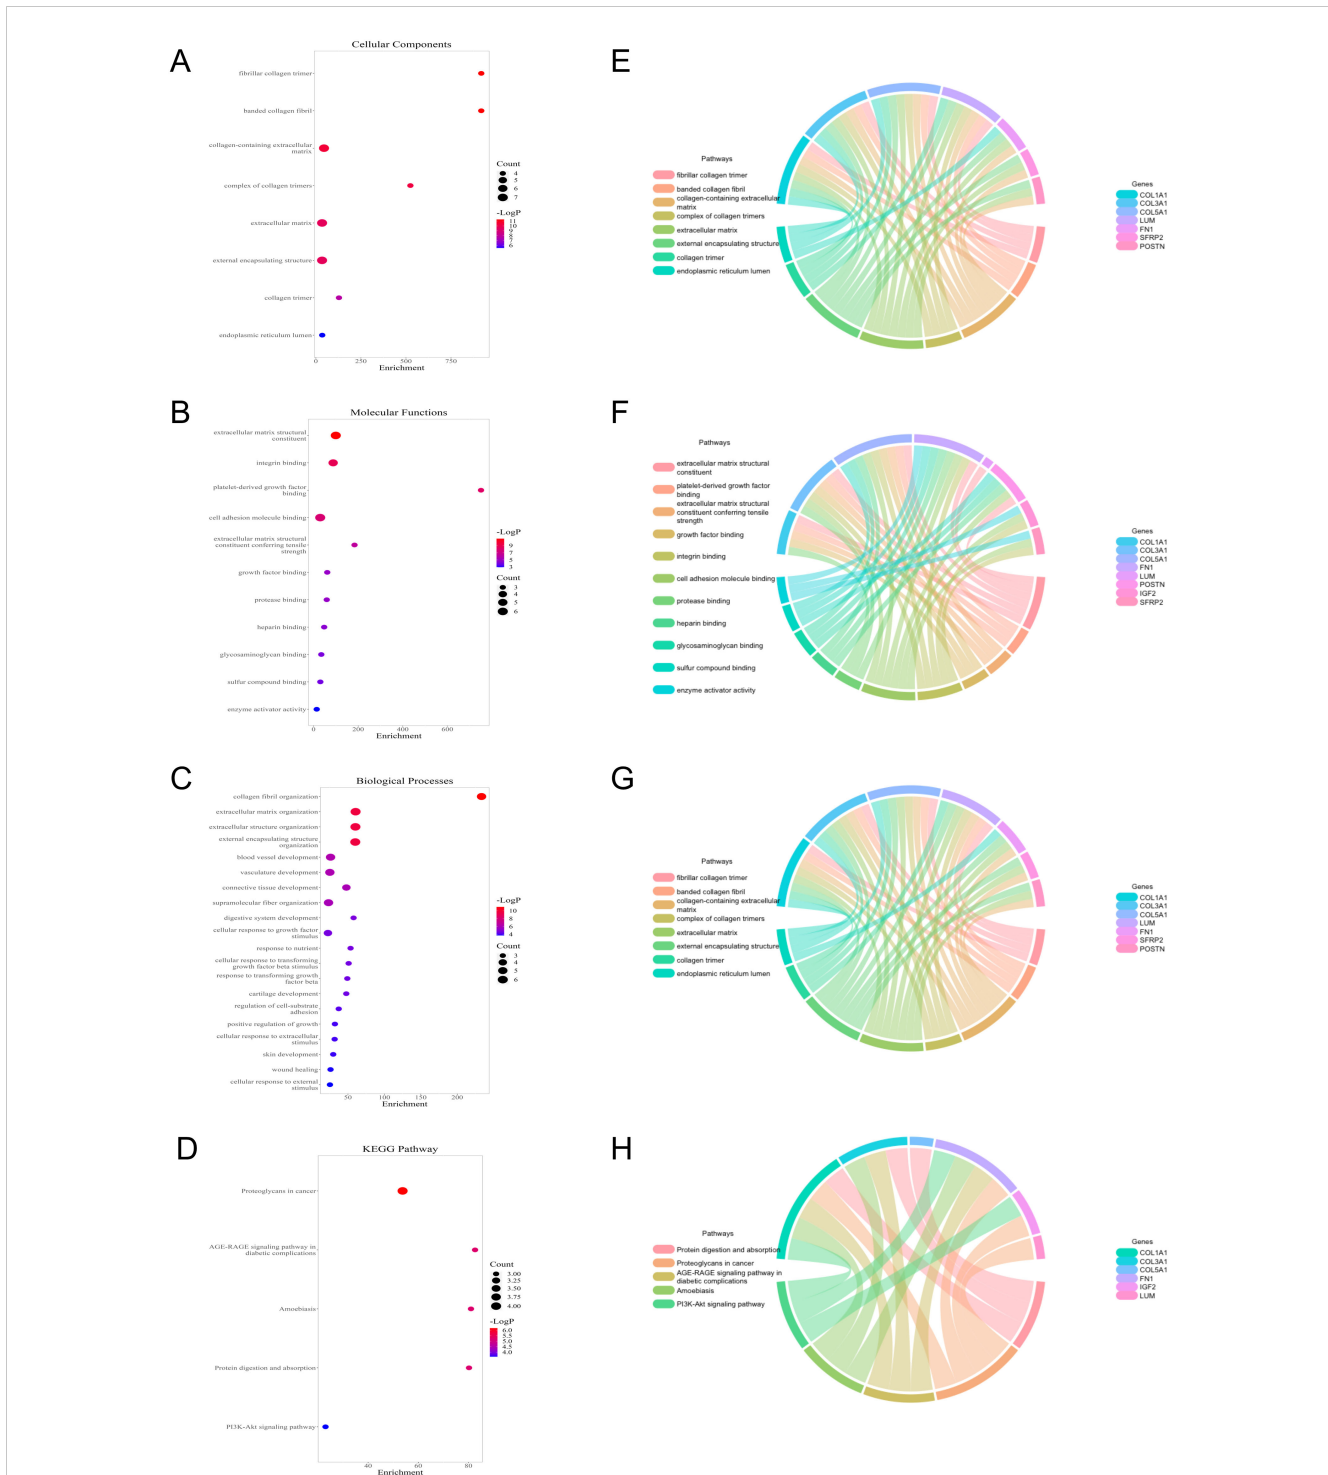 A
Cellular Components
fibrillar collagen trimer
banded collagen fibril
collagen-containing extracellular
matrix
complex of collagen trimers
extracellular matrix
external encapsulating structure
collagen trimer
endoplasmic reticulum lumen
0 250 500 750
Enrichment
Count
4
5
6
7
-LogP
11
10
9
8
7
6
E
Pathways
fibrillar collagen trimer
banded collagen fibril
collagen-containing extracellular
matrix
complex of collagen trimers
extracellular matrix
external encapsulating structure
collagen trimer
endoplasmic reticulum lumen
Genes
COL1A1
COL3A1
COL5A1
LUM
FN1
SFRP2
POSTN
B
Molecular Functions
extracellular matrix structural
constituent
integrin binding
platelet-derived growth factor
binding
cell adhesion molecule binding
extracellular matrix structural
constituent conferring tensile
strength
growth factor binding
protease binding
heparin binding
glycosaminoglycan binding
sulfur compound binding
enzyme activator activity
0 200 400 600
Enrichment
-LogP
9
7
5
3
Count
3
4
5
6
F
Pathways
extracellular matrix structural
constituent
platelet-derived growth factor
binding
extracellular matrix structural
constituent conferring tensile
strength
growth factor binding
integrin binding
cell adhesion molecule binding
protease binding
heparin binding
glycosaminoglycan binding
sulfur compound binding
enzyme activator activity
Genes
COL1A1
COL3A1
COL5A1
FN1
LUM
POSTN
IGF2
SFRP2
C
Biological Processes
collagen fibril organization
extracellular matrix organization
extracellular structure organization
external encapsulating structure
organization
blood vessel development
vasculature development
connective tissue development
supramolecular fiber organization
digestive system development
cellular response to growth factor
stimulus
response to nutrient
cellular response to transforming
growth factor beta stimulus
response to transforming growth
factor beta
cartilage development
regulation of cell-substrate
adhesion
positive regulation of growth
cellular response to extracellular
stimulus
skin development
wound healing
cellular response to external
stimulus
50 100 150 200
Enrichment
-LogP
10
8
6
4
Count
3
4
5
6
G
Pathways
fibrillar collagen trimer
banded collagen fibril
collagen-containing extracellular
matrix
complex of collagen trimers
extracellular matrix
external encapsulating structure
collagen trimer
endoplasmic reticulum lumen
Genes
COL1A1
COL3A1
COL5A1
LUM
FN1
SFRP2
POSTN
D
KEGG Pathway
Proteoglycans in cancer
AGE-RAGE signaling pathway in
diabetic complications
Amoebiasis
Protein digestion and absorption
PI3K-Akt signaling pathway
40 60 80
Enrichment
Count
3.00
3.25
3.50
3.75
4.00
-LogP
6.0
5.5
5.0
4.5
4.0
H
Pathways
Protein digestion and absorption
Proteoglycans in cancer
AGE-RAGE signaling pathway in
diabetic complications
Amoebiasis
PI3K-Akt signaling pathway
Genes
COL1A1
COL3A1
COL5A1
FN1
IGF2
LUM